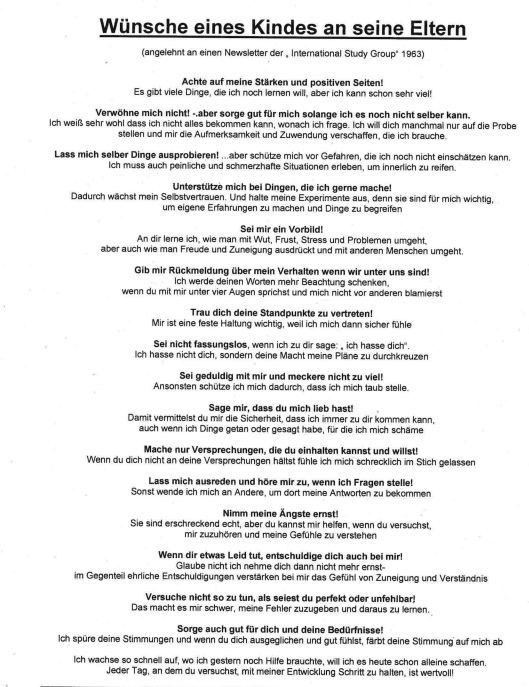 Wünsche eines Kindes an seine Eltern
(angelehnt an einen Newsletter der „ International Study Group“ 1963)
Achte auf meine Stärken und positiven Seiten!
Es gibt viele Dinge, die ich noch lernen will, aber ich kann schon sehr viel!
Verwöhne mich nicht! -.aber sorge gut für mich solange ich es noch nicht selber kann.
Ich weiß sehr wohl dass ich nicht alles bekommen kann, wonach ich frage. Ich will dich manchmal nur auf die Probe
stellen und mir die Aufmerksamkeit und Zuwendung verschaffen, die ich brauche.
Lass mich selber Dinge ausprobieren! ...aber schütze mich vor Gefahren, die ich noch nicht einschätzen kann.
Ich muss auch peinliche und schmerzhafte Situationen erleben, um innerlich zu reifen.
Unterstütze mich bei Dingen, die ich gerne mache!
Dadurch wächst mein Selbstvertrauen. Und halte meine Experimente aus, denn sie sind für mich wichtig,
um eigene Erfahrungen zu machen und Dinge zu begreifen
Sei mir ein Vorbild!
An dir lerne ich, wie man mit Wut, Frust, Stress und Problemen umgeht,
aber auch wie man Freude und Zuneigung ausdrückt und mit anderen Menschen umgeht.
Gib mir Rückmeldung über mein Verhalten wenn wir unter uns sind!
Ich werde deinen Worten mehr Beachtung schenken,
wenn du mit mir unter vier Augen sprichst und mich nicht vor anderen blamierst
Trau dich deine Standpunkte zu vertreten!
Mir ist eine feste Haltung wichtig, weil ich mich dann sicher fühle
Sei nicht fassungslos, wenn ich zu dir sage: „ ich hasse dich“.
Ich hasse nicht dich, sondern deine Macht meine Pläne zu durchkreuzen
Sei geduldig mit mir und meckere nicht zu viel!
Ansonsten schütze ich mich dadurch, dass ich mich taub stelle.
Sage mir, dass du mich lieb hast!
Damit vermittelst du mir die Sicherheit, dass ich immer zu dir kommen kann,
auch wenn ich Dinge getan oder gesagt habe, für die ich mich schäme
Mache nur Versprechungen, die du einhalten kannst und willst!
Wenn du dich nicht an deine Versprechungen hältst fühle ich mich schrecklich im Stich gelassen
Lass mich ausreden und höre mir zu, wenn ich Fragen stelle!
Sonst wende ich mich an Andere, um dort meine Antworten zu bekommen
Nimm meine Ängste ernst!
Sie sind erschreckend echt, aber du kannst mir helfen, wenn du versuchst,
mir zuzuhören und meine Gefühle zu verstehen
Wenn dir etwas Leid tut, entschuldige dich auch bei mir!
Glaube nicht ich nehme dich dann nicht mehr ernst-
im Gegenteil ehrliche Entschuldigungen verstärken bei mir das Gefühl von Zuneigung und Verständnis
Versuche nicht so zu tun, als seiest du perfekt oder unfehlbar!
Das macht es mir schwer, meine Fehler zuzugeben und daraus zu lernen.
Sorge auch gut für dich und deine Bedürfnisse!
Ich spüre deine Stimmungen und wenn du dich ausgeglichen und gut fühlst, färbt deine Stimmung auf mich ab
Ich wachse so schnell auf, wo ich gestern noch Hilfe brauchte, will ich es heute schon alleine schaffen.
Jeder Tag, an dem du versuchst, mit meiner Entwicklung Schritt zu halten, ist wertvoll!